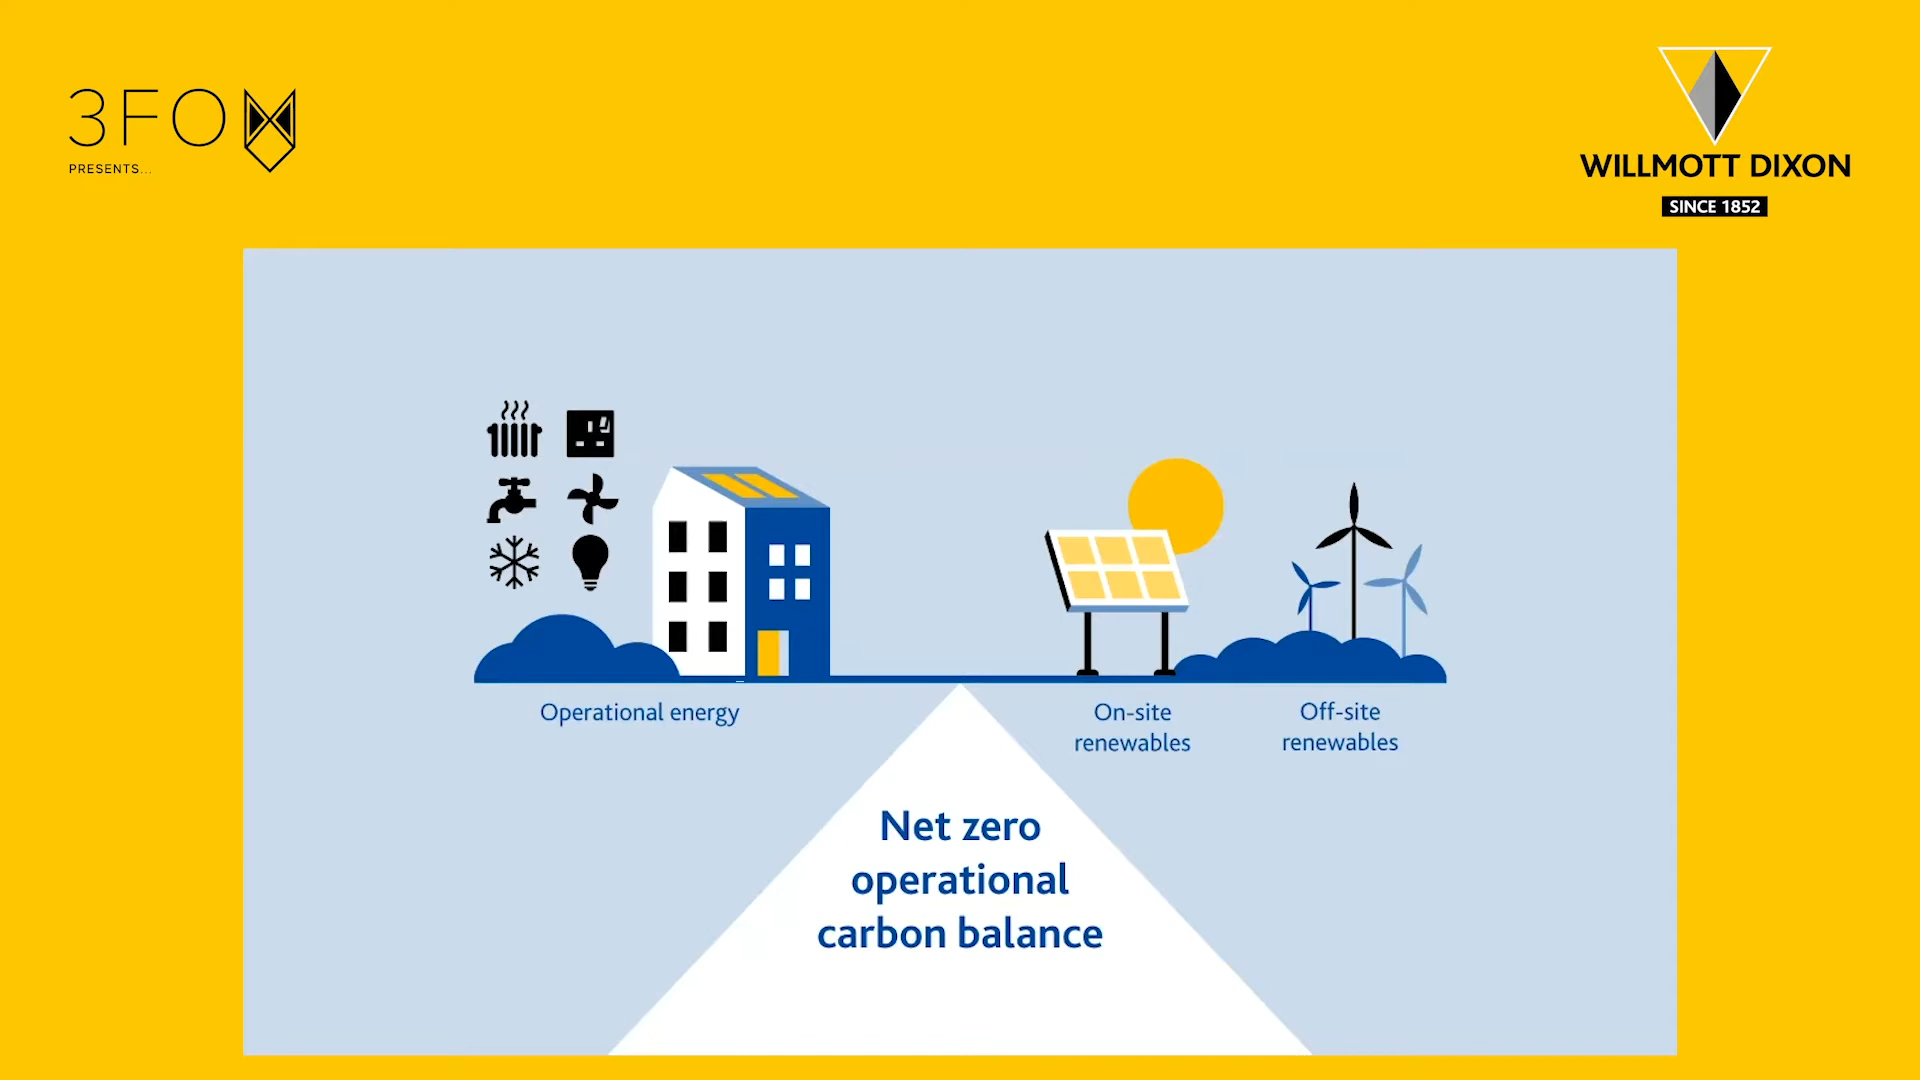 3FOX
PRESENTS...
WILLMOTT DIXON
SINCE 1852
Operational energy
On-site
renewables
Off-site
renewables
Net zero
operational
carbon balance